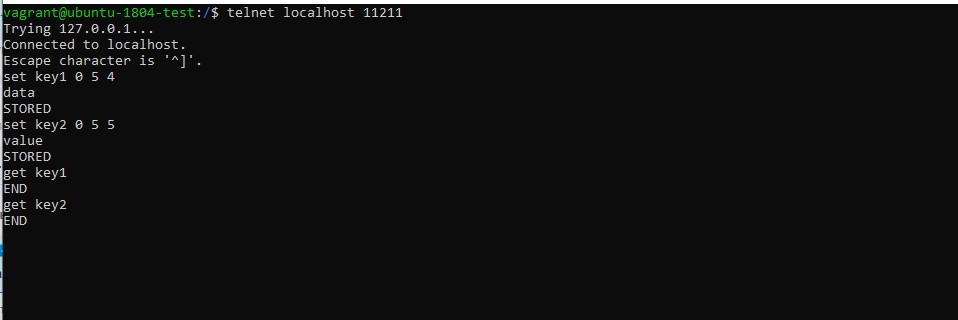 vagrant@ubuntu-1804-test:/$ telnet localhost 11211
Trying 127.0.0.1...
Connected to localhost.
Escape character is '^]'.
set key1 0 5 4
data
STORED
set key2 0 5 5
value
STORED
get key1
END
get key2
END